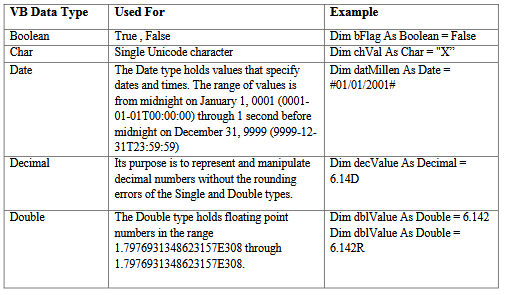 VB Data Type Used For Example
Boolean True , False Dim bFlag As Boolean = False
Char Single Unicode character Dim chVal As Char = "X”
Date The Date type holds values that specify Dim datMillen As Date =
dates and times. The range of values is #01/01/2001#
from midnight on January 1, 0001 (0001-
01-01T00:00:00) through 1 second before
midnight on December 31, 9999 (9999-12-
31T23:59:59)
Decimal Its purpose is to represent and manipulate Dim decValue As Decimal =
decimal numbers without the rounding 6.14D
errors of the Single and Double types.
Double The Double type holds floating point Dim dblValue As Double = 6.142
numbers in the range Dim dblValue As Double =
1.7976931348623157E308 through 6.142R
1.7976931348623157E308.